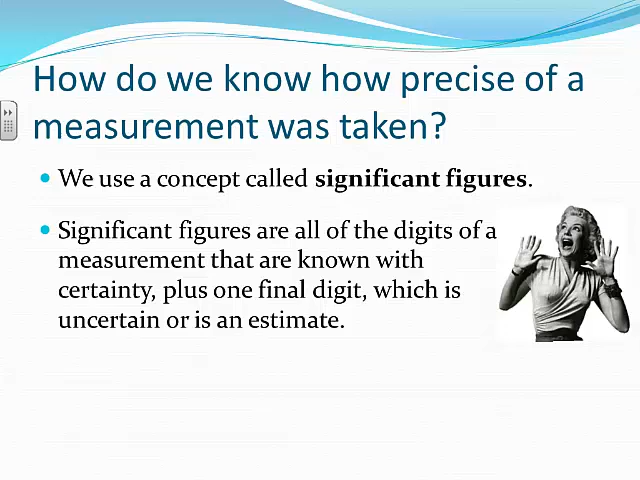 How do we know how precise of a
measurement was taken?
We use a concept called significant figures.
Significant figures are all of the digits of a
measurement that are known with
certainty, plus one final digit, which is
uncertain or is an estimate.